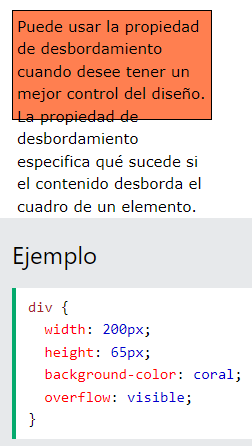 Puede usar la propiedad
de desbordamiento
cuando desee tener un
mejor control del diseño.
La propiedad de
desbordamiento
especifica qué sucede si
el contenido desborda el
cuadro de un elemento.
Ejemplo
div {
  width: 200px;
  height: 65px;
  background-color: coral;
  overflow: visible;
}